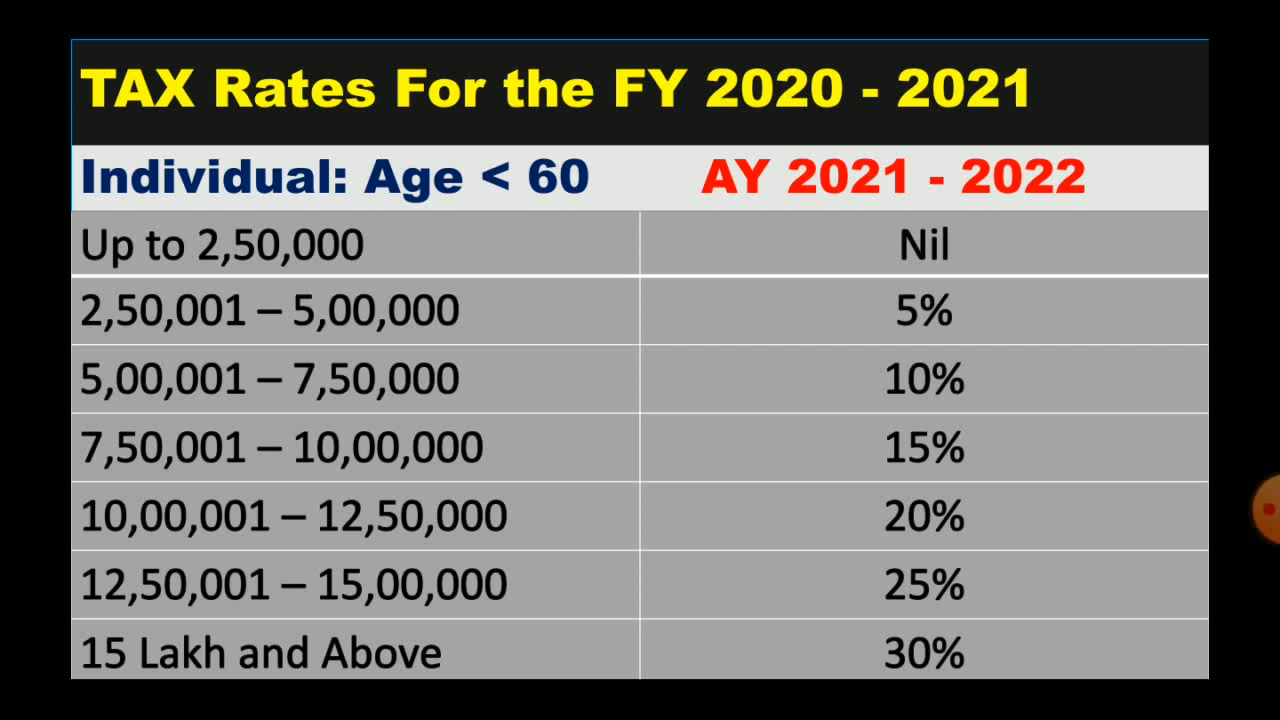 TAX Rates For the FY 2020 - 2021
Individual: Age < 60 AY 2021 - 2022
Up to 2,50,000 Nil
2,50,001 – 5,00,000 5%
5,00,001 – 7,50,000 10%
7,50,001 – 10,00,000 15%
10,00,001 – 12,50,000 20%
12,50,001 – 15,00,000 25%
15 Lakh and Above 30%